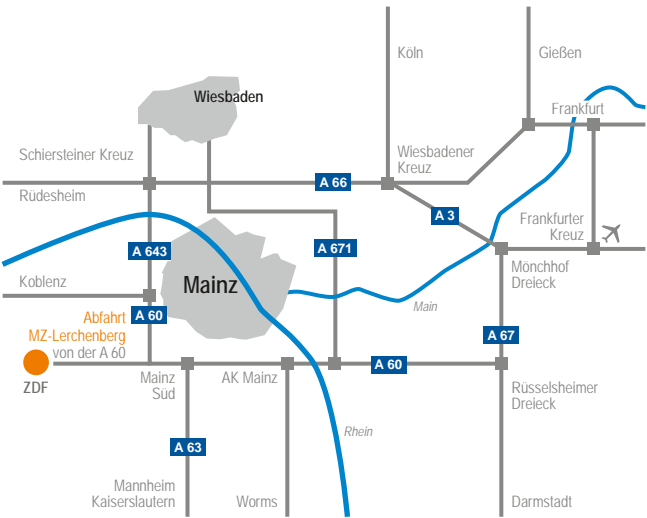 Köln
Gießen
Wiesbaden
Frankfurt
Schiersteiner Kreuz
Wiesbadener
Kreuz
A 66
Rüdesheim
A 3
Frankfurter
Kreuz
A 643
A 671
Mönchhof
Dreieck
Koblenz
Mainz
Main
Abfahrt
MZ-Lerchenberg
von der A 60
A 60
A 67
ZDF
Mainz
Süd
AK Mainz
A 60
Rüsselsheimer
Dreieck
Rhein
A 63
Mannheim
Kaiserslautern
Worms
Darmstadt